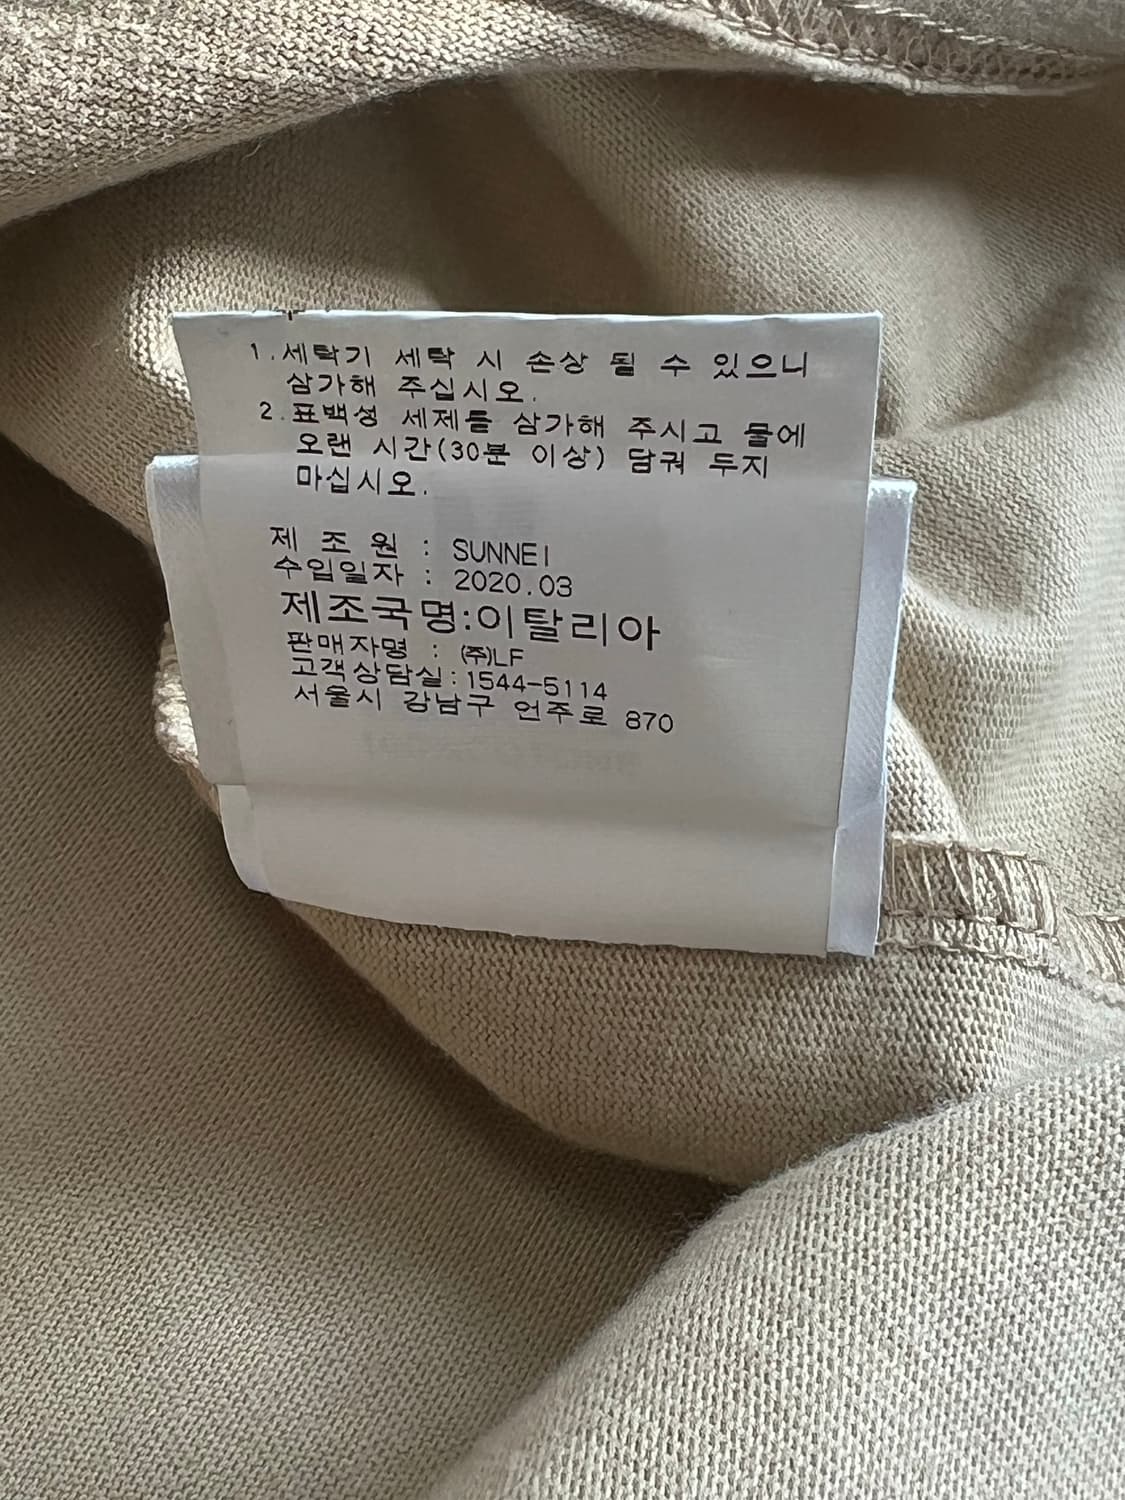 1.세탁기 세탁 시 손상 될 수 있으니
삼가해 주십시오.
2.표백성 세제를 삼가해 주시고 물에
오랜 시간(30분 이상) 담궈 두지
마십시오.
제 조 원 : SUNNEI
수입일자 : 2020.03
제조국명:이탈리아
판매자명 : ㈜LF
고객상담실:1544-5114
서울시 강남구 언주로 870